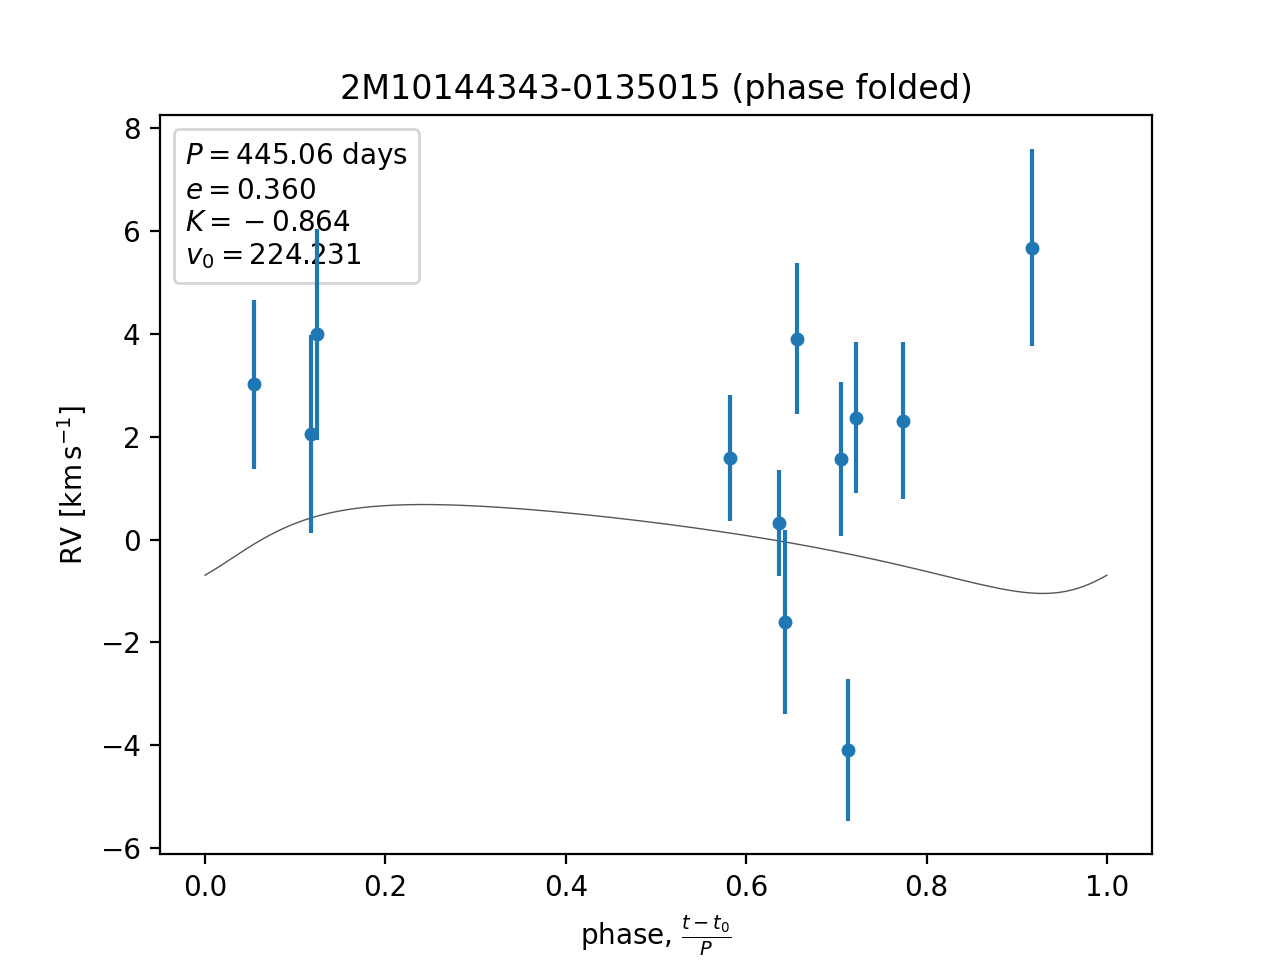 2M10144343-0135015 (phase folded)
P = 445.06 days
e = 0.360
K = −0.864
v₀ = 224.231
8
6
4
2
0
−2
−4
−6
RV [km s⁻¹]
0.0 0.2 0.4 0.6 0.8 1.0
phase, (t − t₀)/P